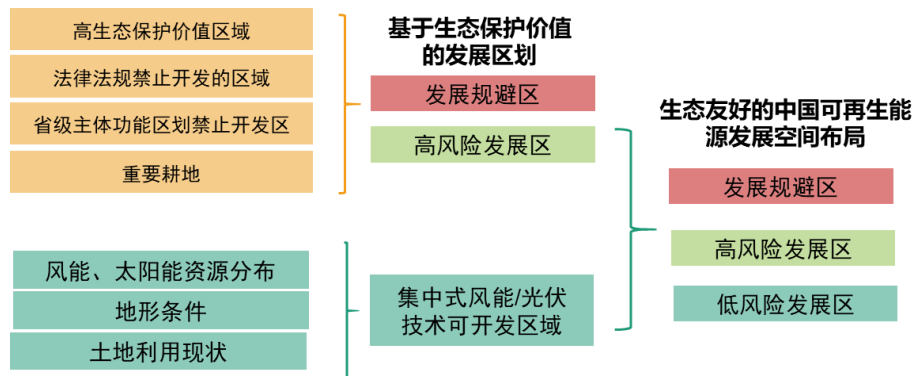 高生态保护价值区域
法律法规禁止开发的区域
省级主体功能区划禁止开发区
重要耕地
风能、太阳能资源分布
地形条件
土地利用现状
基于生态保护价值
的发展区划
发展规避区
高风险发展区
集中式风能/光伏
技术可开发区域
生态友好的中国可再生能
源发展空间布局
发展规避区
高风险发展区
低风险发展区